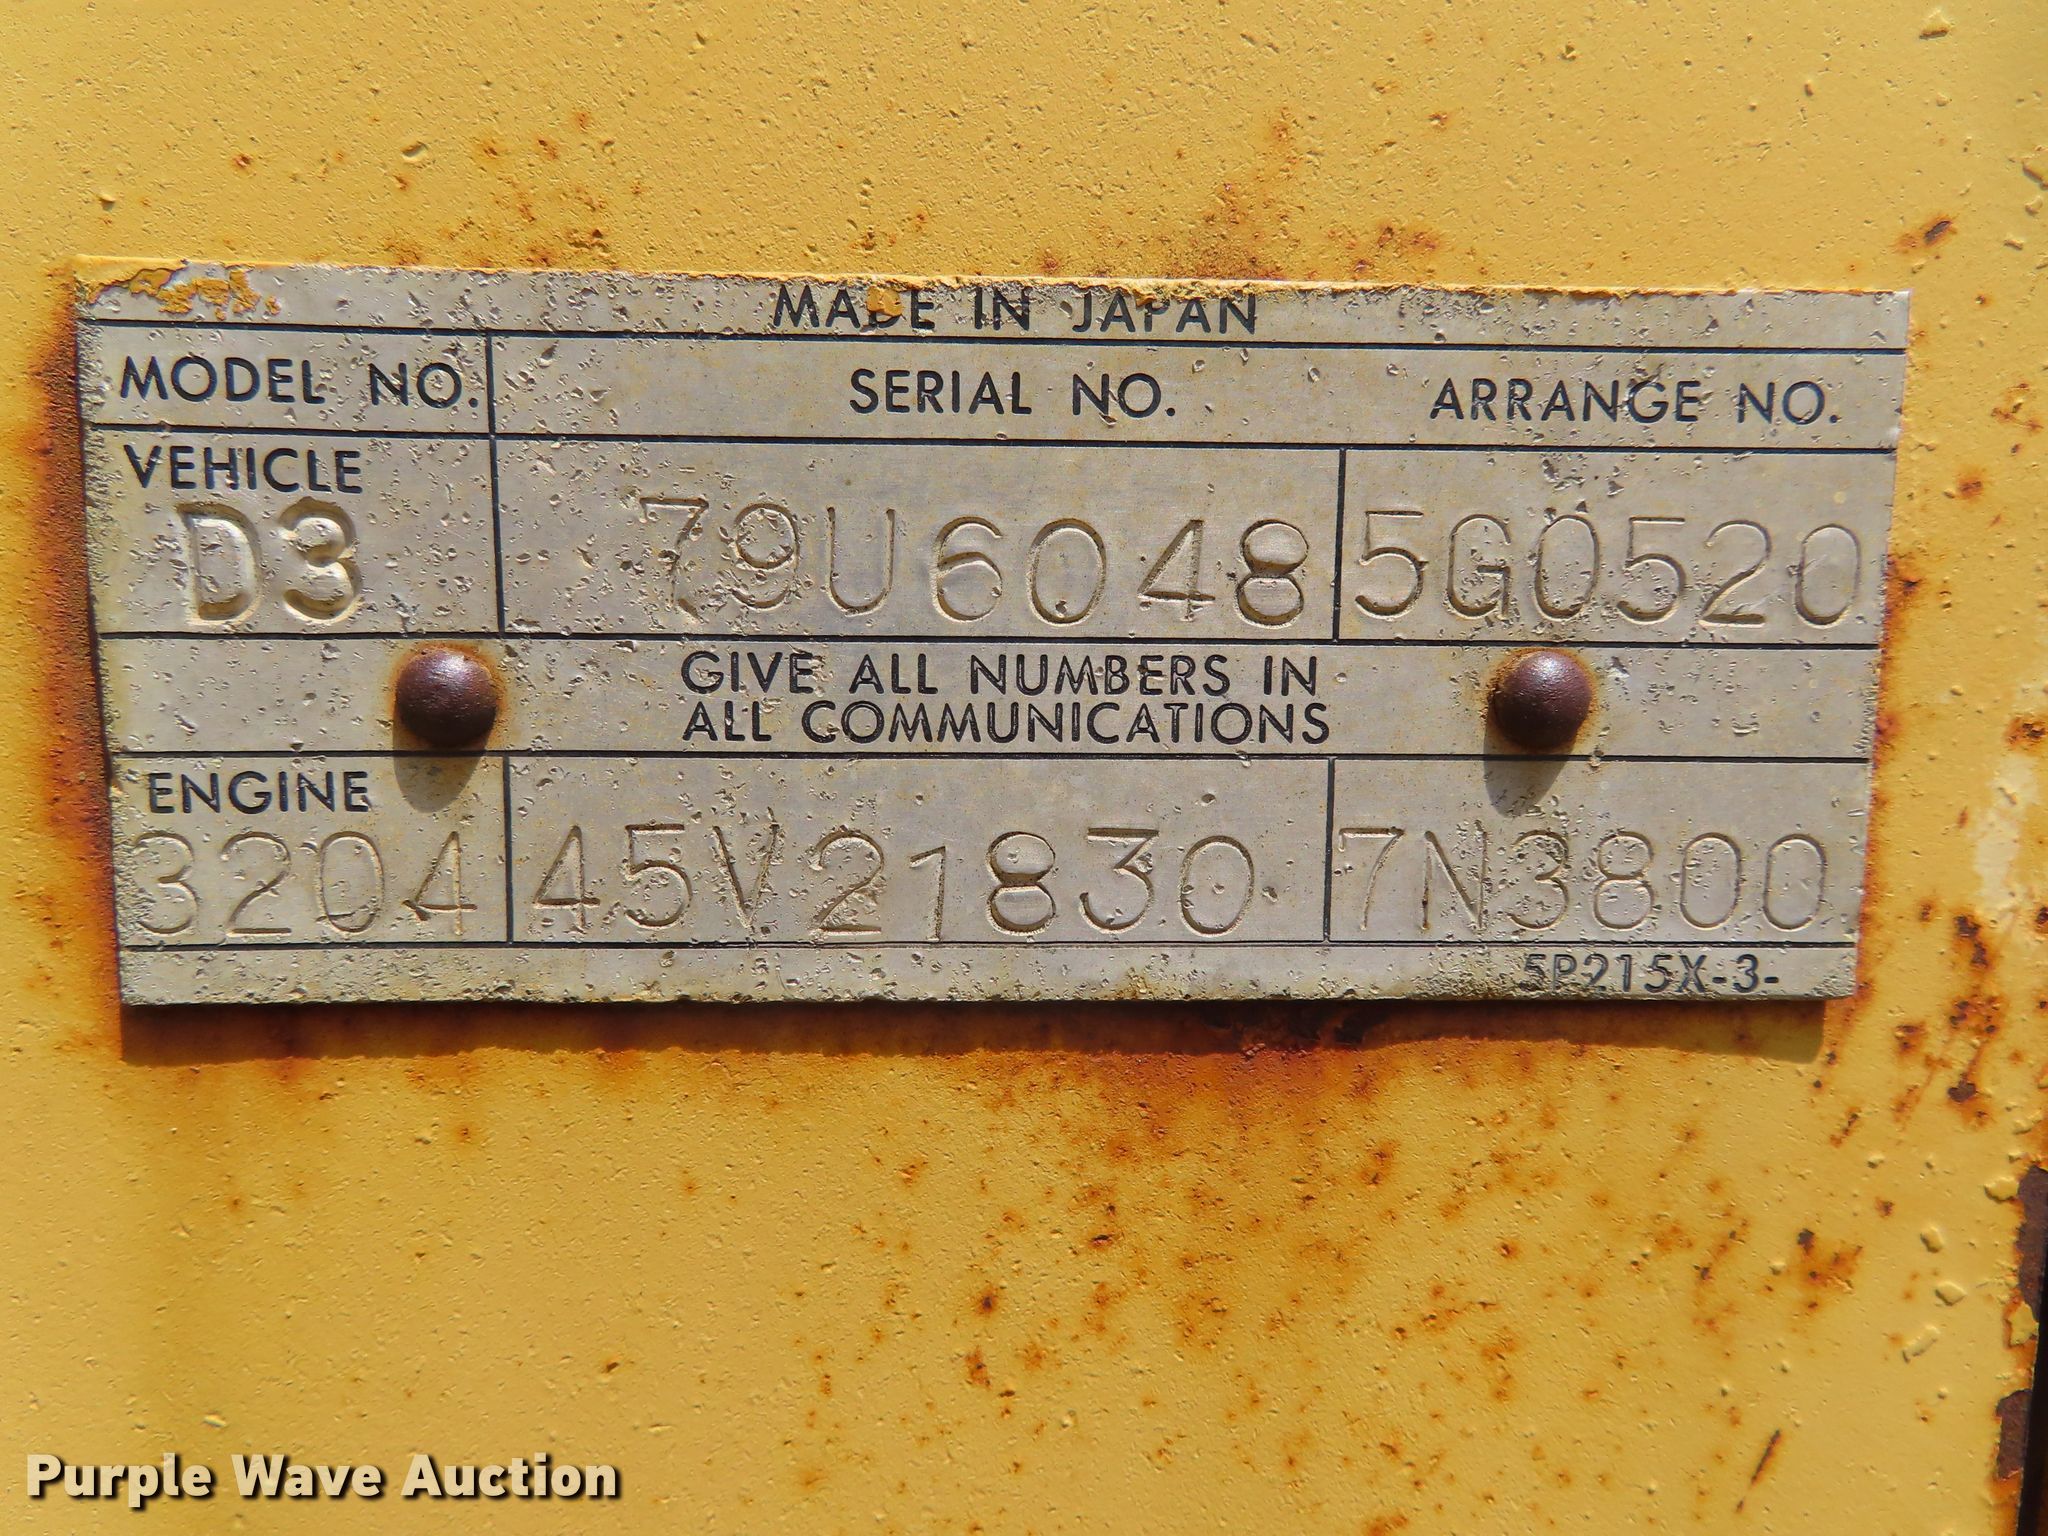 MADE IN JAPAN
MODEL NO. SERIAL NO. ARRANGE NO.
VEHICLE
D3 79U6048 5G0520
GIVE ALL NUMBERS IN
ALL COMMUNICATIONS
ENGINE
3204 45V21830 7N3800
5P215X-3-
Purple Wave Auction